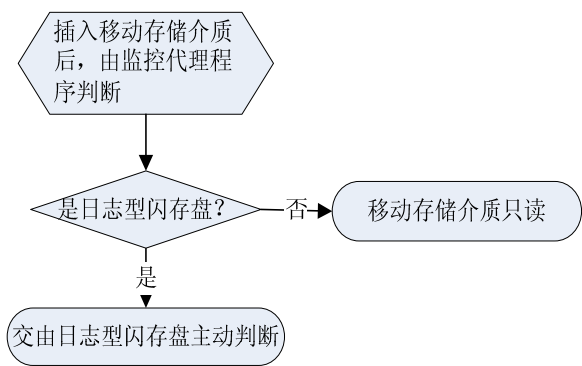 插入移动存储介质
后，由监控代理程
序判断
是日志型闪存盘？
否
移动存储介质只读
是
交由日志型闪存盘主动判断